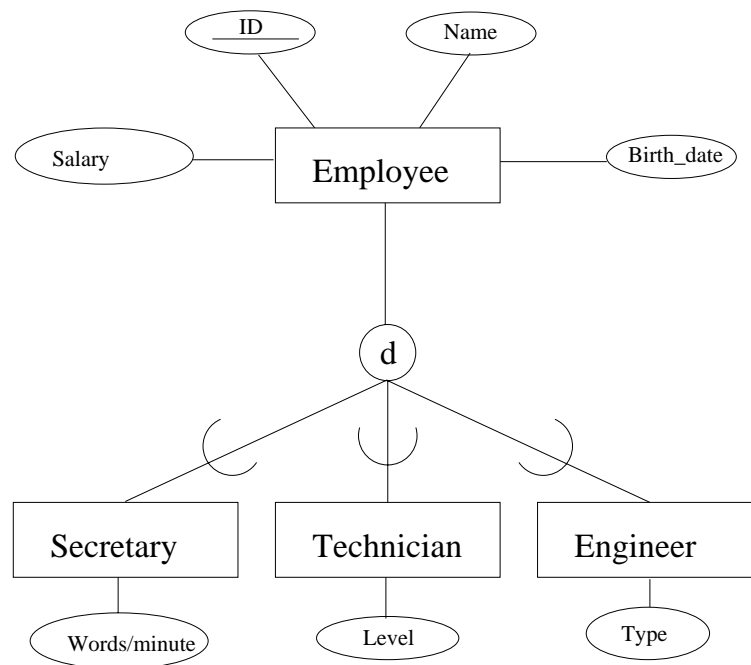 ID
Name
Salary
Employee
Birth_date
d
Secretary
Technician
Engineer
Words/minute
Level
Type